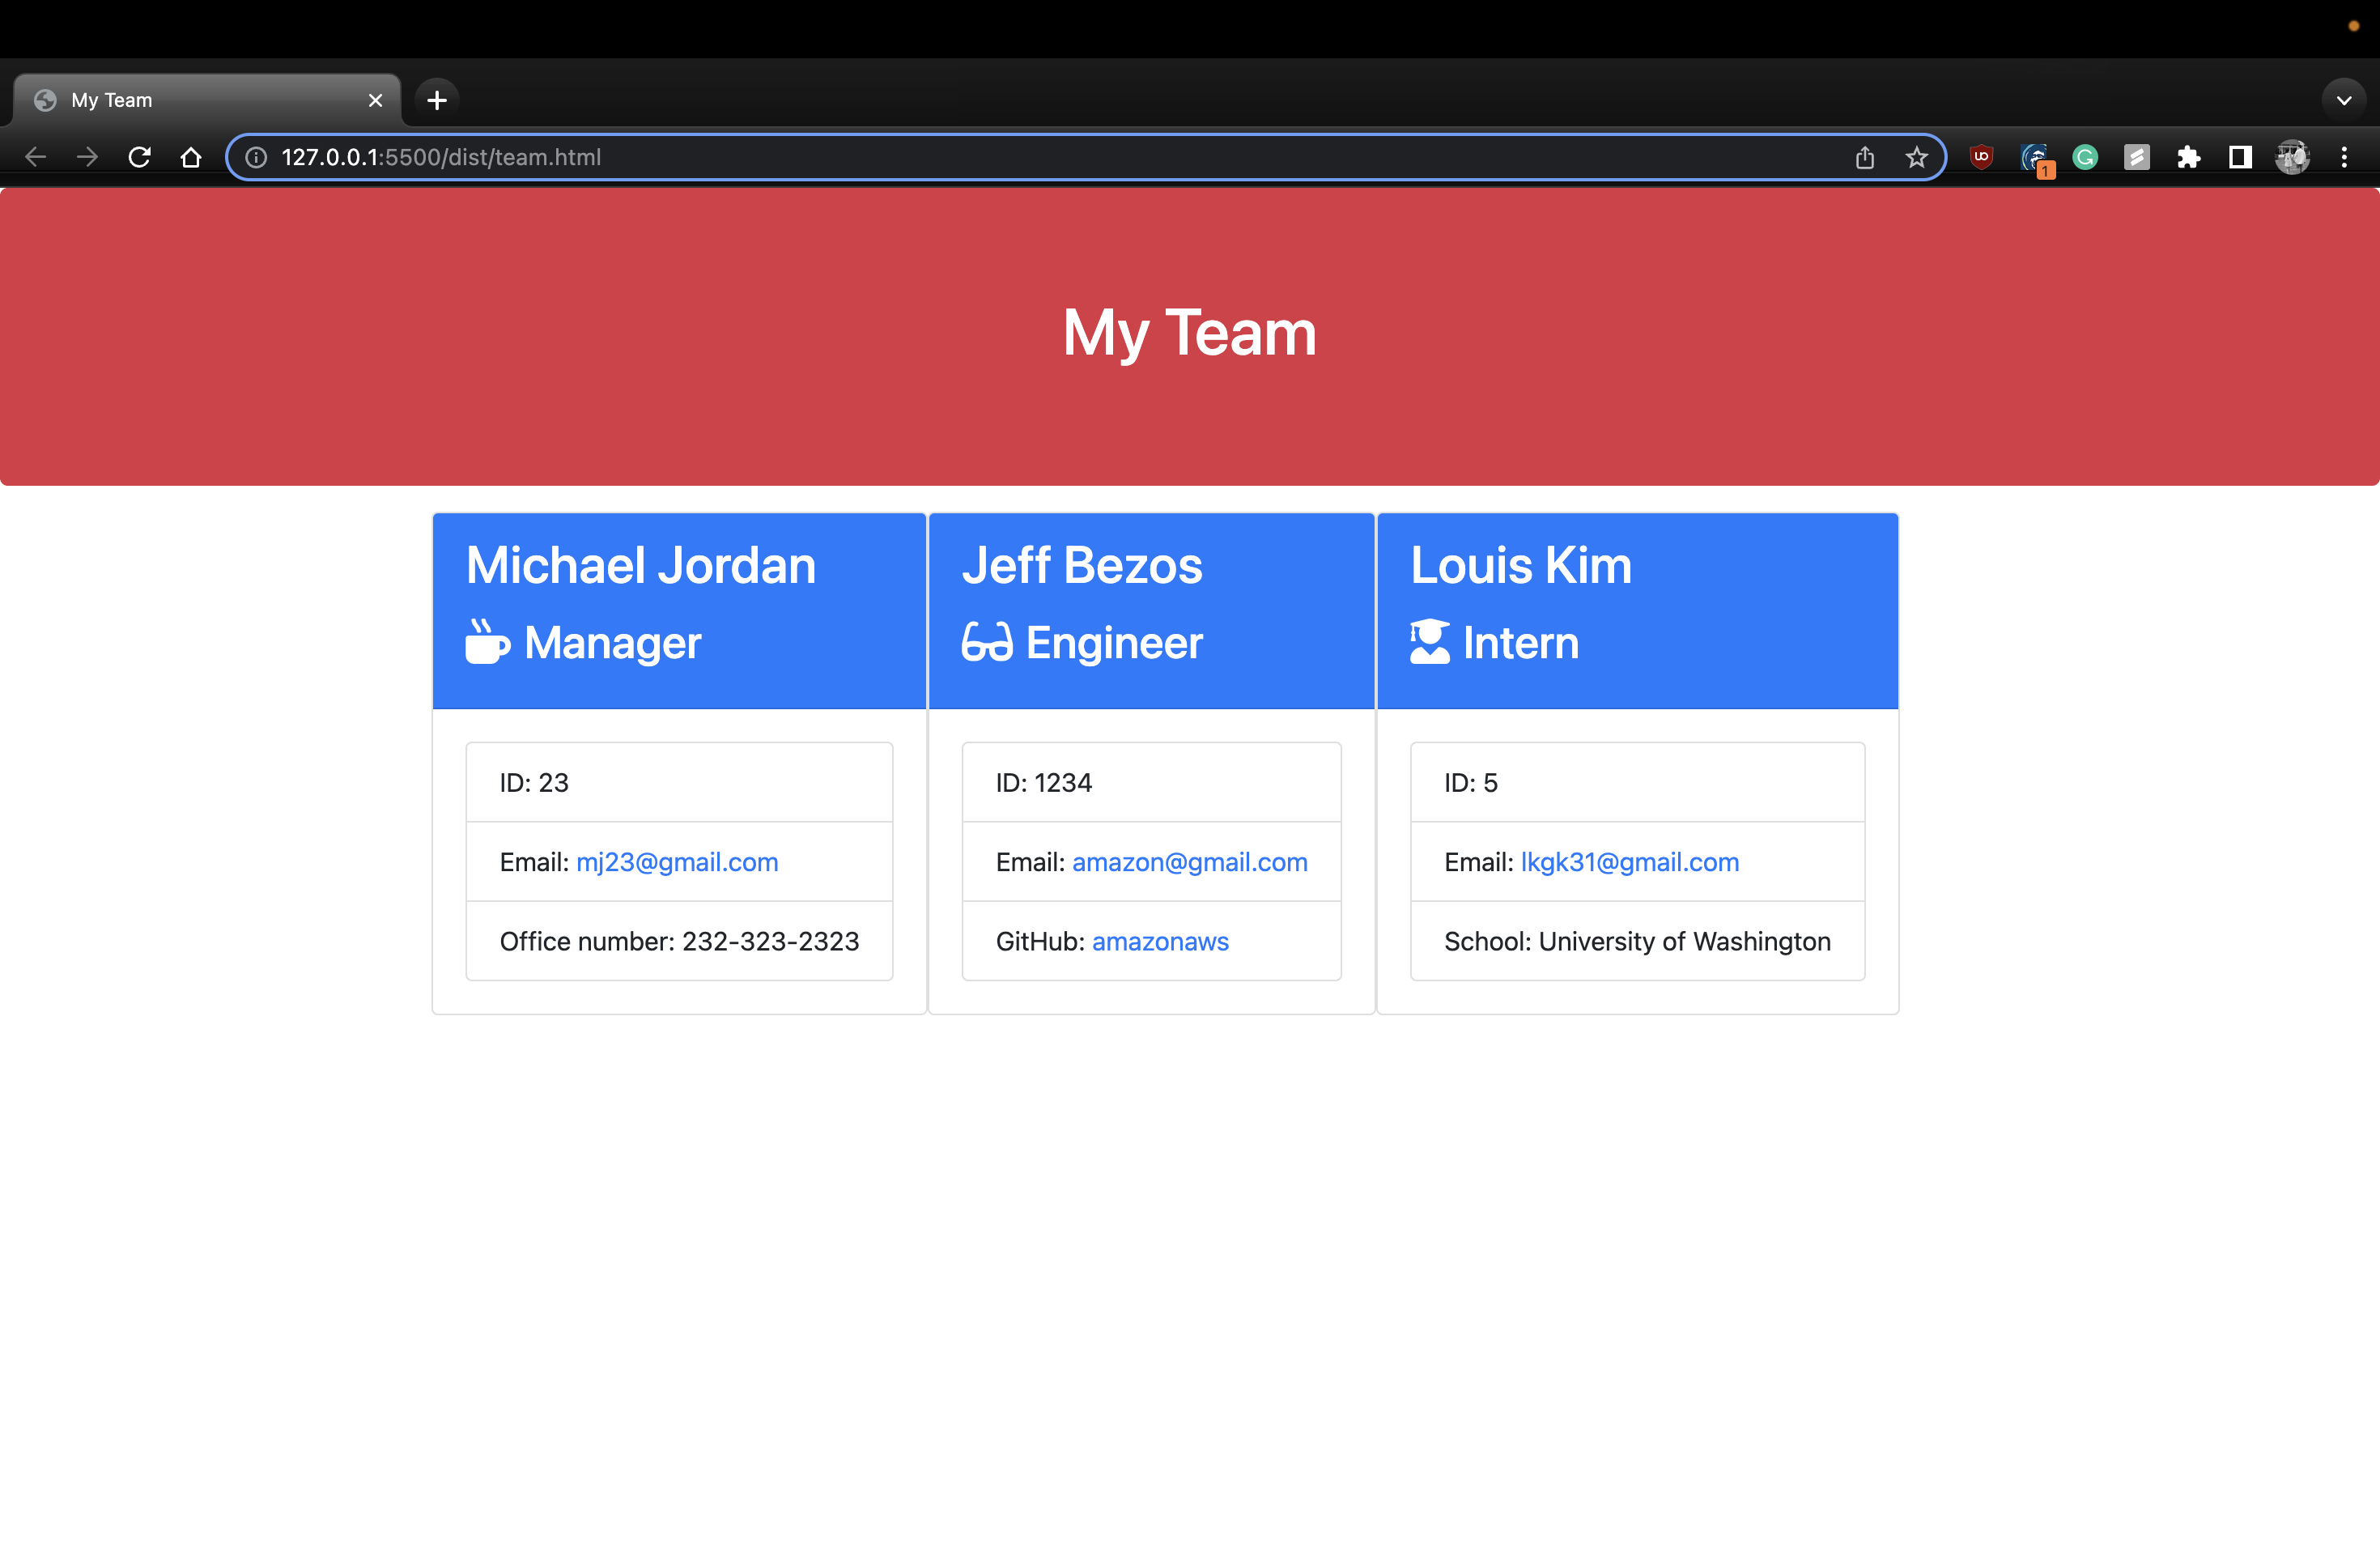 My Team
127.0.0.1:5500/dist/team.html
1
My Team
Michael Jordan
Manager
ID: 23
Email: mj23@gmail.com
Office number: 232-323-2323
Jeff Bezos
Engineer
ID: 1234
Email: amazon@gmail.com
GitHub: amazonaws
Louis Kim
Intern
ID: 5
Email: lkgk31@gmail.com
School: University of Washington